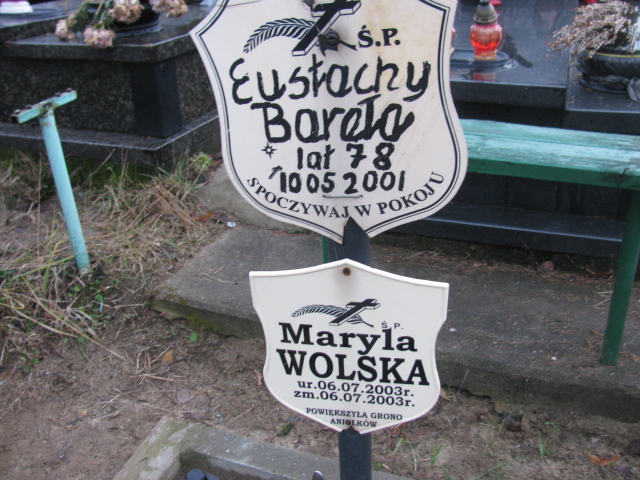 Ś.P.
Eustachy
Bareła
lat 78
10 05 2001
SPOCZYWAJ W POKOJU
Ś.P.
Maryla
WOLSKA
ur.06.07.2003r.
zm.06.07.2003r.
POWIĘKSZYŁA GRONO
ANIOŁKÓW